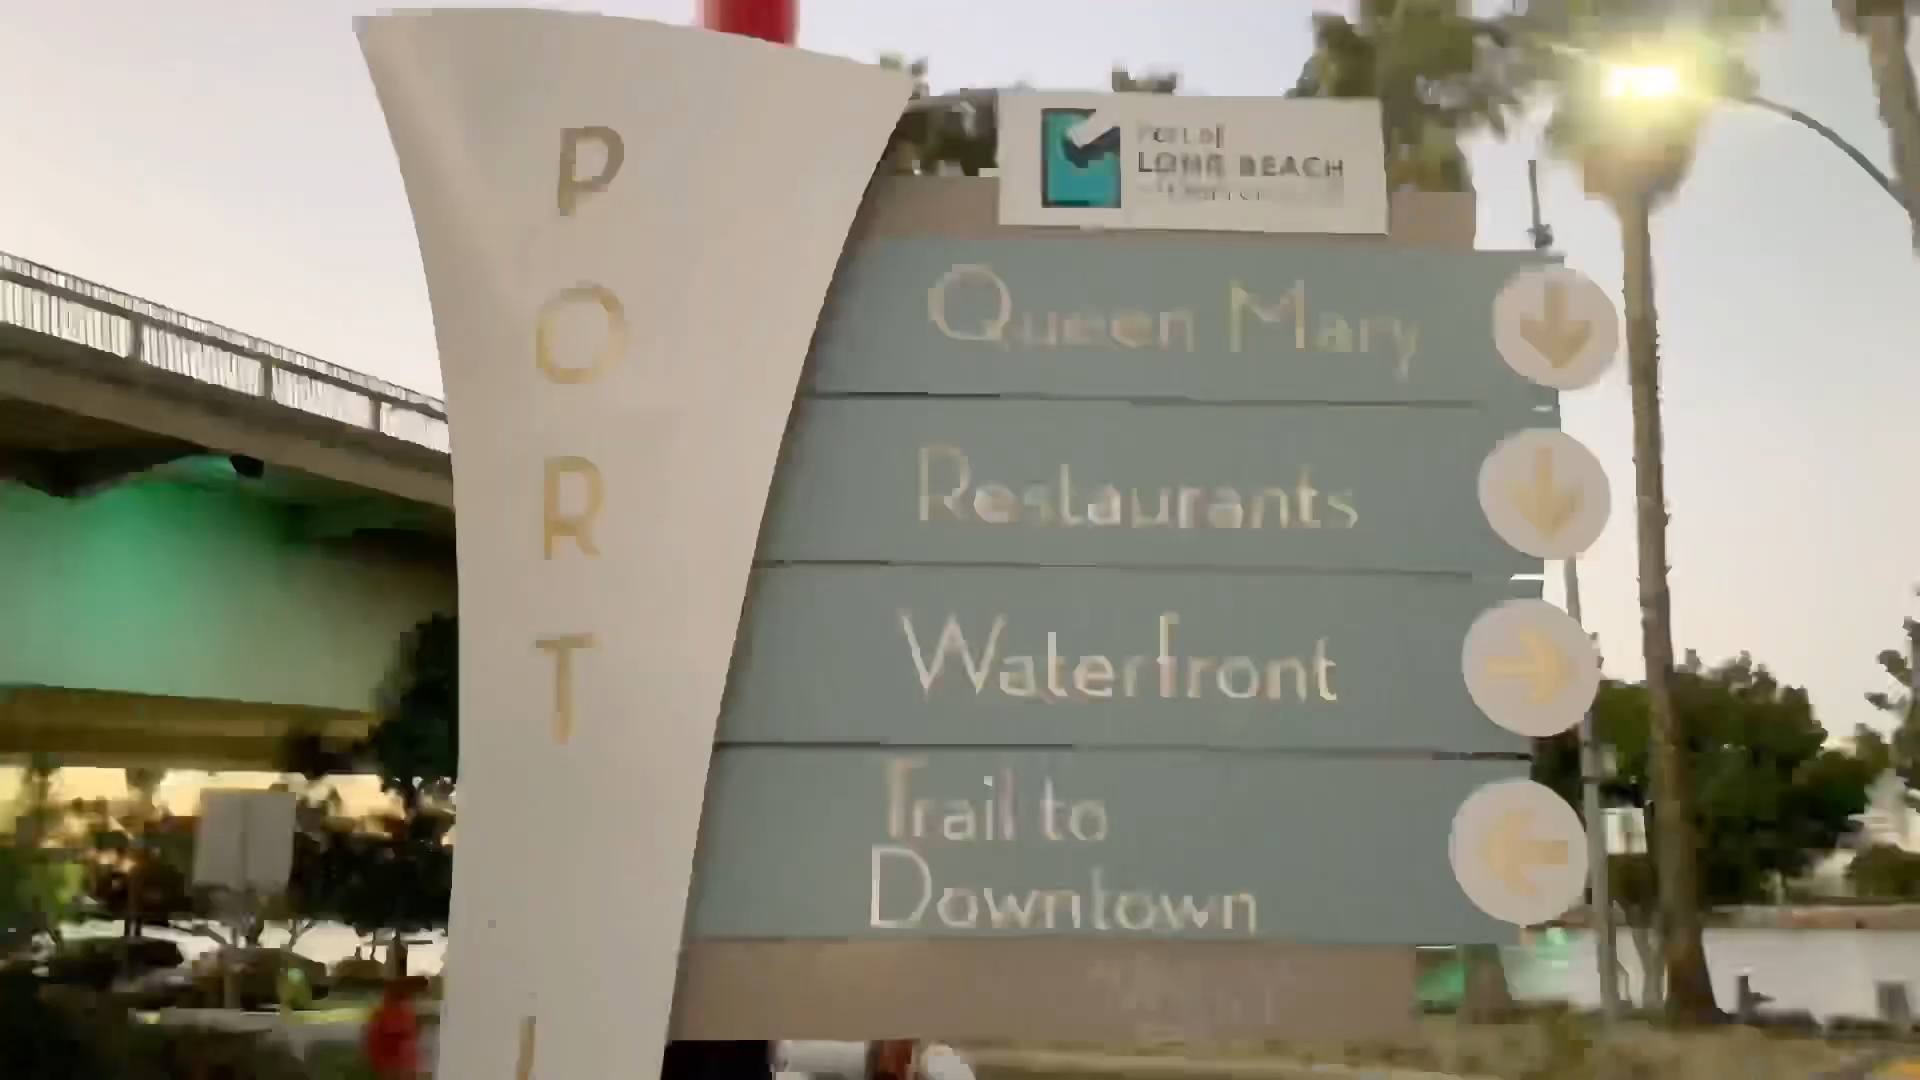 PORT
Port of
LONG BEACH
Queen Mary
Restaurants
Waterfront
Trail to
Downtown